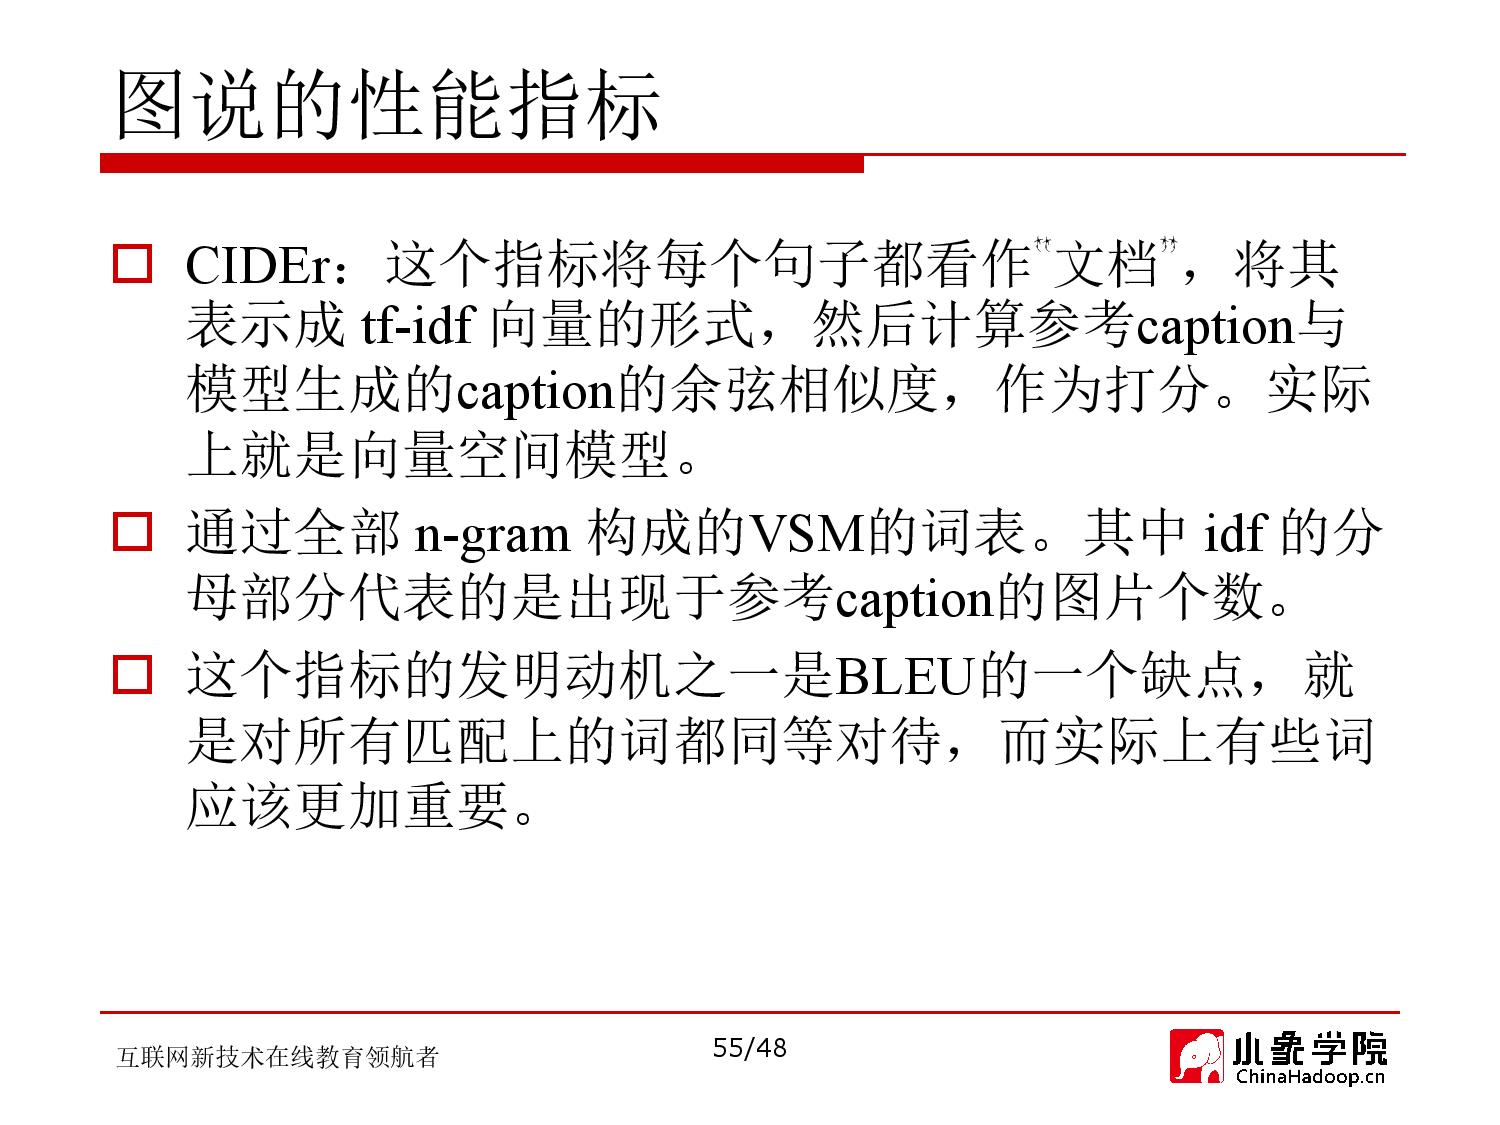 图说的性能指标
CIDEr：这个指标将每个句子都看作“文档”，将其
表示成 tf-idf 向量的形式，然后计算参考caption与
模型生成的caption的余弦相似度，作为打分。实际
上就是向量空间模型。
通过全部 n-gram 构成的VSM的词表。其中 idf 的分
母部分代表的是出现于参考caption的图片个数。
这个指标的发明动机之一是BLEU的一个缺点，就
是对所有匹配上的词都同等对待，而实际上有些词
应该更加重要。
互联网新技术在线教育领航者
55/48
小象学院
ChinaHadoop.cn